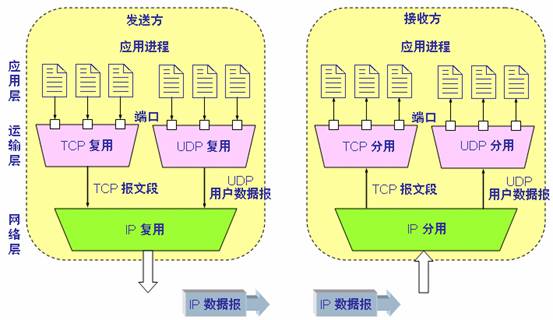 发送方
应用进程
应用层
端口
运输层
TCP 复用
UDP 复用
TCP 报文段
UDP
用户数据报
网络层
IP 复用
IP 数据报
接收方
应用进程
端口
TCP 分用
UDP 分用
TCP 报文段
UDP
用户数据报
IP 分用
IP 数据报